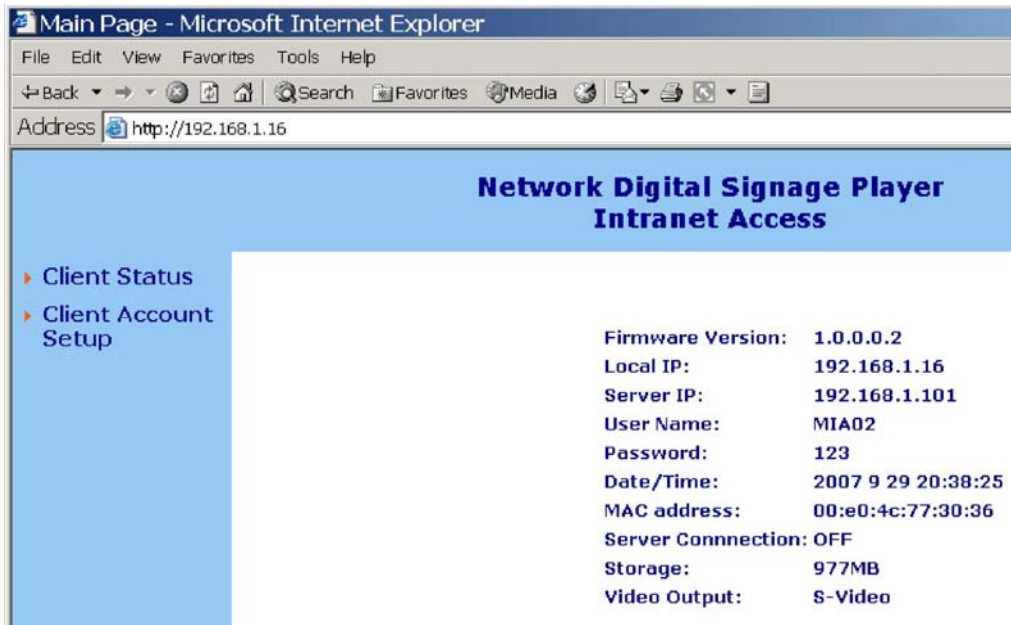 Main Page - Microsoft Internet Explorer
File Edit View Favorites Tools Help
Back Search Favorites Media
Address http://192.168.1.16
Network Digital Signage Player
Intranet Access
Client Status
Client Account
Setup
Firmware Version: 1.0.0.0.2
Local IP: 192.168.1.16
Server IP: 192.168.1.101
User Name: MIA02
Password: 123
Date/Time: 2007 9 29 20:38:25
MAC address: 00:e0:4c:77:30:36
Server Connnection: OFF
Storage: 977MB
Video Output: S-Video